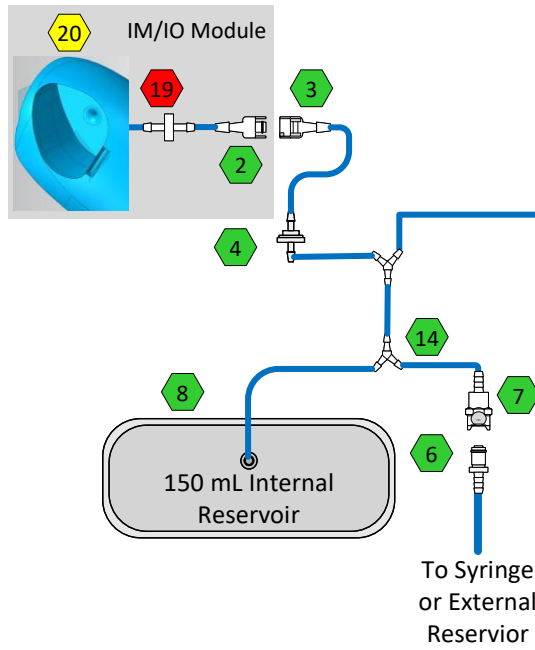 20
IM/IO Module
19
3
2
4
14
8
7
6
150 mL Internal
Reservoir
To Syringe
or External
Reservior